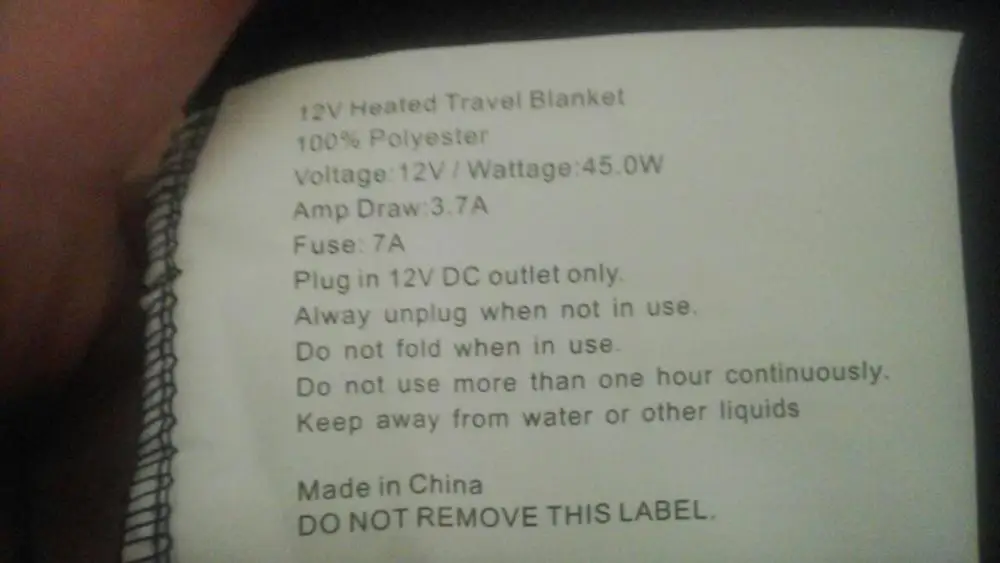 12V Heated Travel Blanket
100% Polyester
Voltage:12V / Wattage:45.0W
Amp Draw:3.7A
Fuse: 7A
Plug in 12V DC outlet only.
Alway unplug when not in use.
Do not fold when in use.
Do not use more than one hour continuously.
Keep away from water or other liquids
Made in China
DO NOT REMOVE THIS LABEL.